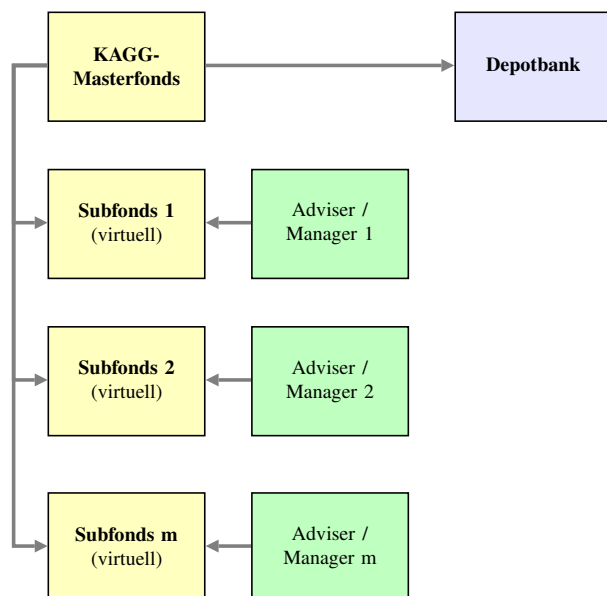 KAGG-
Masterfonds
Depotbank
Subfonds 1
(virtuell)
Adviser /
Manager 1
Subfonds 2
(virtuell)
Adviser /
Manager 2
Subfonds m
(virtuell)
Adviser /
Manager m